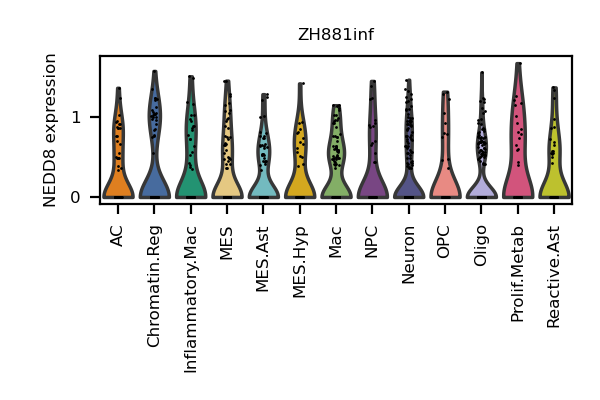 ZH881inf
NEDD8 expression
1
0
AC
Chromatin.Reg
Inflammatory.Mac
MES
MES.Ast
MES.Hyp
Mac
NPC
Neuron
OPC
Oligo
Prolif.Metab
Reactive.Ast